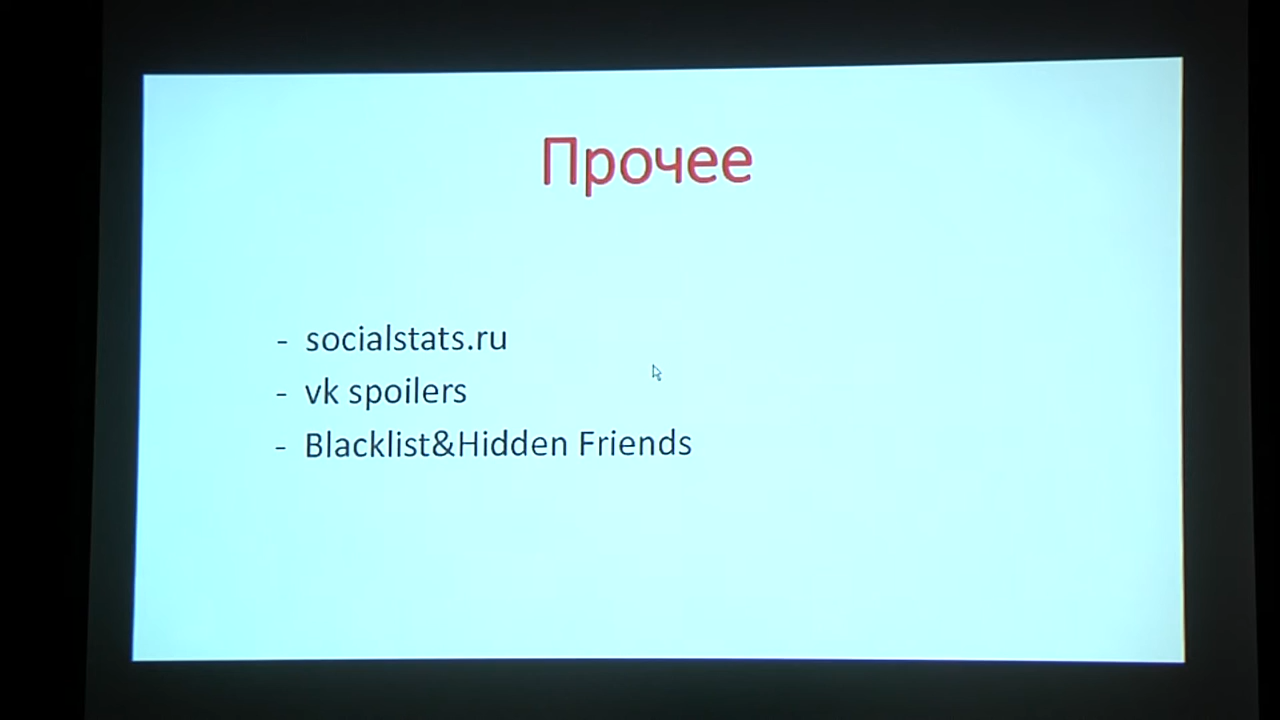 Прочее
- socialstats.ru
- vk spoilers
- Blacklist&Hidden Friends